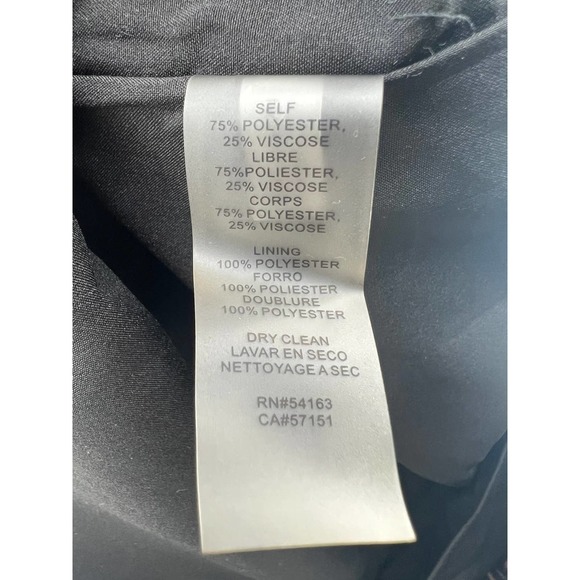 SELF
75% POLYESTER,
25% VISCOSE
LIBRE
75%POLIESTER,
25% VISCOSE
CORPS
75% POLYESTER,
25% VISCOSE
LINING
100% POLYESTER
FORRO
100% POLIESTER
DOUBLURE
100% POLYESTER
DRY CLEAN
LAVAR EN SECO
NETTOYAGE A SEC
RN#54163
CA#57151